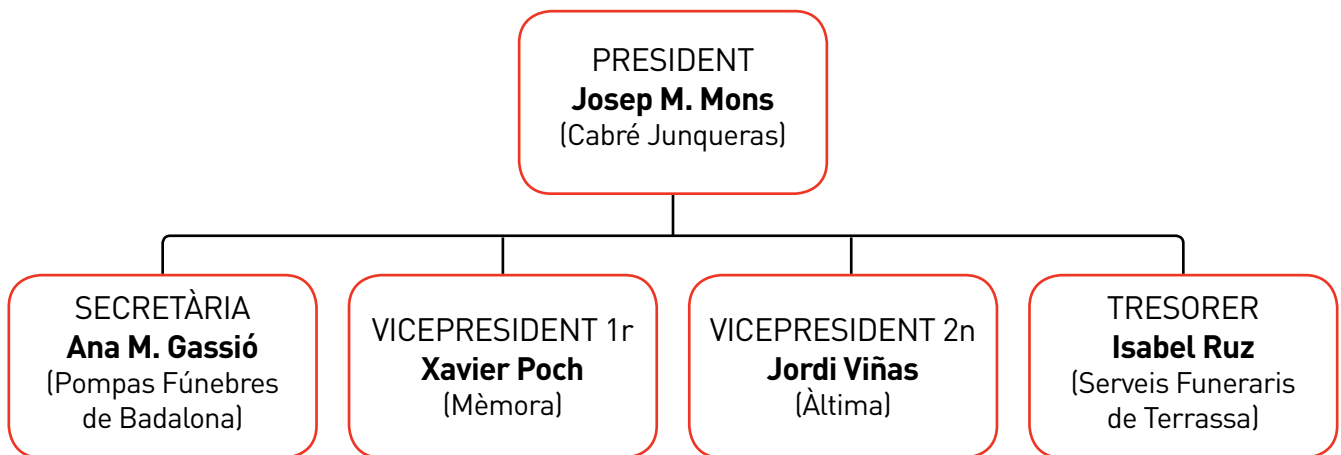 PRESIDENT
Josep M. Mons
(Cabré Junqueras)
SECRETÀRIA
Ana M. Gassió
(Pompas Fúnebres
de Badalona)
VICEPRESIDENT 1r
Xavier Poch
(Mèmora)
VICEPRESIDENT 2n
Jordi Viñas
(Àltima)
TRESORER
Isabel Ruz
(Serveis Funeraris
de Terrassa)